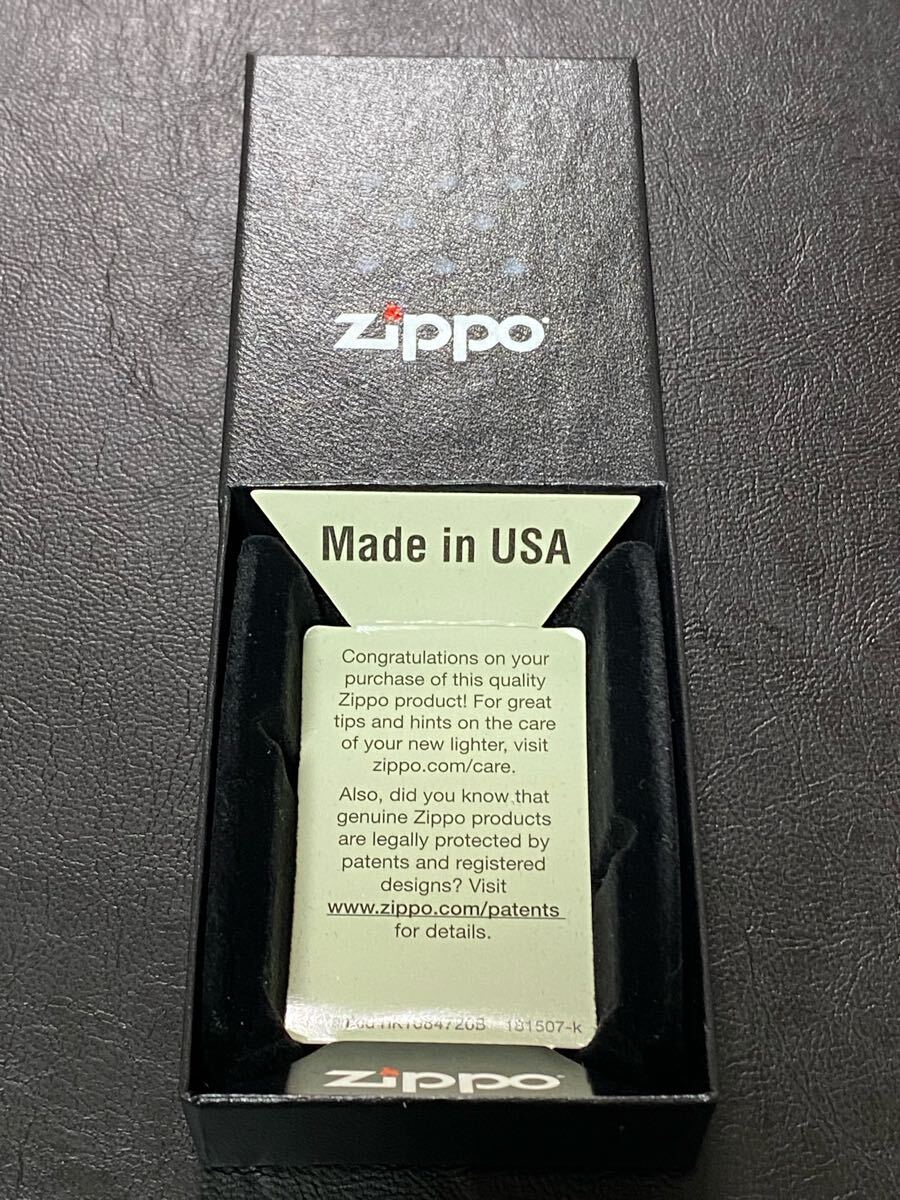 zippo
Made in USA
Congratulations on your
purchase of this quality
Zippo product! For great
tips and hints on the care
of your new lighter, visit
zippo.com/care.
Also, did you know that
genuine Zippo products
are legally protected by
patents and registered
designs? Visit
www.zippo.com/patents
for details.
181507-k
zippo